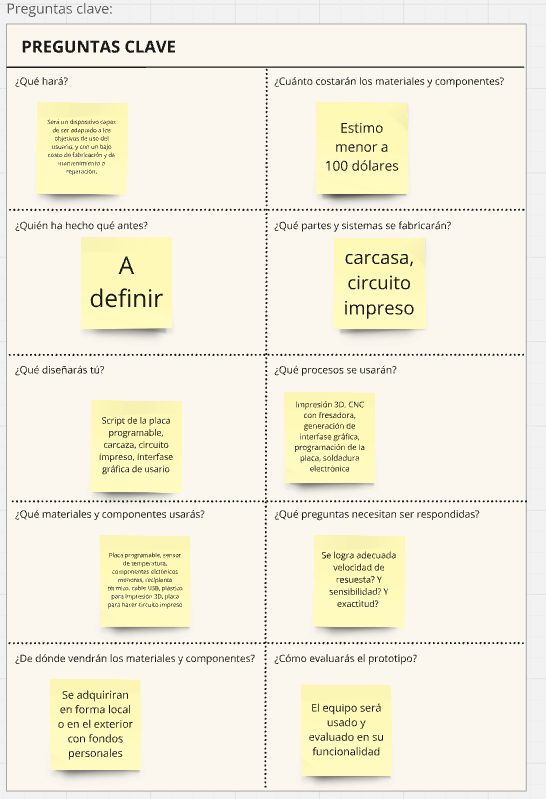 Preguntas clave:
PREGUNTAS CLAVE
¿Qué hará?
Será un dispositivo capaz
de ser adaptado a los
objetivos de uso del
usuario, y con un bajo
costo de fabricación y de
mantenimiento o
reparación.
¿Cuánto costarán los materiales y componentes?
Estimo
menor a
100 dólares
¿Quién ha hecho qué antes?
A
definir
¿Qué partes y sistemas se fabricarán?
carcasa,
circuito
impreso
¿Qué diseñarás tú?
Script de la placa
programable,
carcaza, circuito
impreso, interfase
gráfica de usario
¿Qué procesos se usarán?
Impresión 3D, CNC
con fresadora,
generación de
interfase gráfica,
programación de la
placa, soldadura
electrónica
¿Qué materiales y componentes usarás?
Placa programable, sensor
de temperatura,
componentes elctónicos
menores, recipiente
térmico, cable USB, plástico
para impresión 3D, placa
para hacer circuito impreso
¿Qué preguntas necesitan ser respondidas?
Se logra adecuada
velocidad de
resuesta? Y
sensibilidad? Y
exactitud?
¿De dónde vendrán los materiales y componentes?
Se adquiriran
en forma local
o en el exterior
con fondos
personales
¿Cómo evaluarás el prototipo?
El equipo será
usado y
evaluado en su
funcionalidad